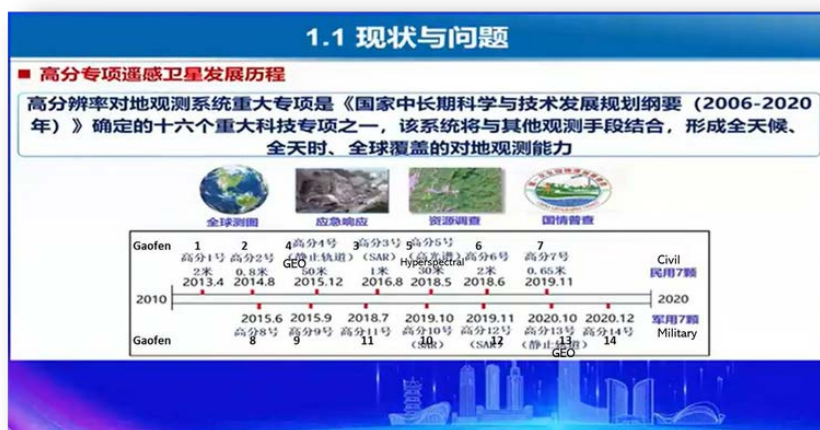 1.1 现状与问题
■ 高分专项遥感卫星发展历程
高分辨率对地观测系统重大专项是《国家中长期科学与技术发展规划纲要（2006-2020
年）》确定的十六个重大科技专项之一，该系统将与其他观测手段结合，形成全天候、
全天时、全球覆盖的对地观测能力
全球测图 应急响应 资源调查 国情普查
Gaofen 1 2 4 3 5 6 7 Civil
高分1号 高分2号 高分4号 高分3号 高分5号 高分6号 高分7号
2米 0.8米 (静止轨道) (SAR) (高光谱) 2米 0.65米 民用7颗
GEO Hyperspectral
50米 1米 30米
2013.4 2014.8 2015.12 2016.8 2018.5 2018.6 2019.11
2010 2020
2015.6 2015.9 2018.7 2019.10 2019.11 2020.10 2020.12 军用7颗
高分8号 高分9号 高分11号 高分10号 高分12号 高分13号 高分14号
Gaofen 8 9 11 10 12 13 14 Military
(SAR) (SAR) (静止轨道)
GEO